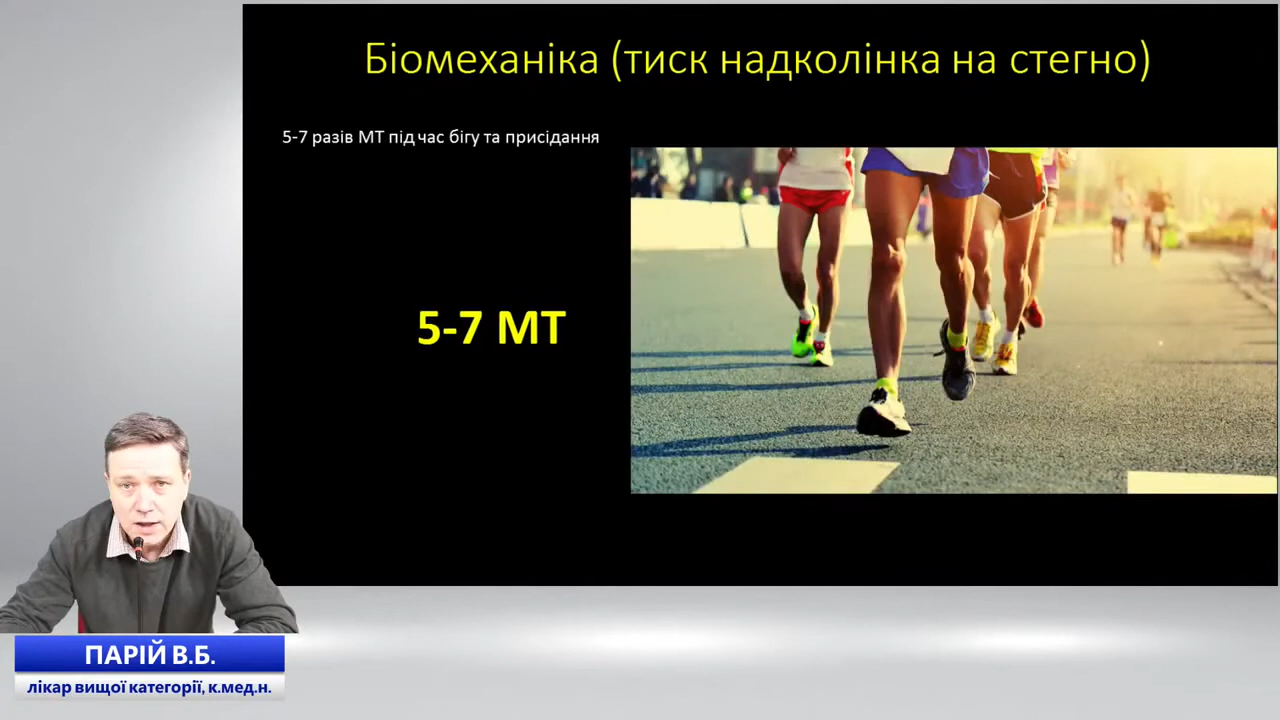 Біомеханіка (тиск надколінка на стегно)
5-7 разів МТ під час бігу та присідання
5-7 МТ
ПАРІЙ В.Б.
лікар вищої категорії, к.мед.н.